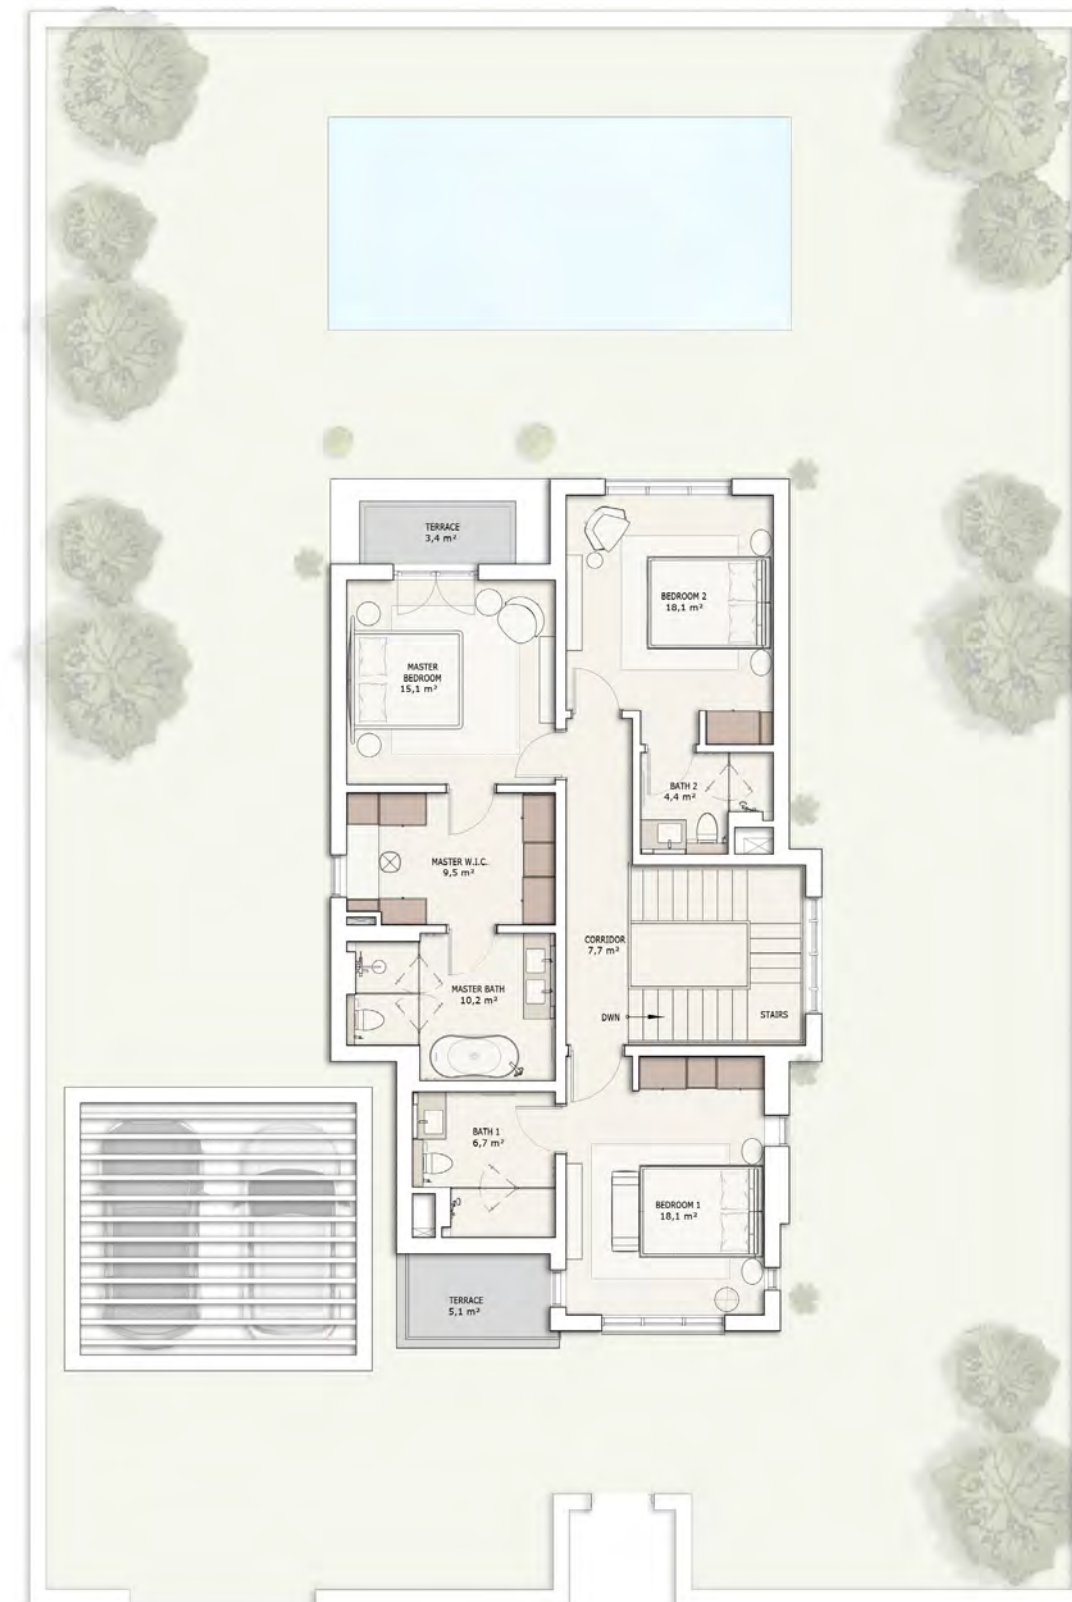 TERRACE
3,4 m²
BEDROOM 2
18,1 m²
MASTER
BEDROOM
15,1 m²
BATH 2
4,4 m²
MASTER W.I.C.
9,5 m²
CORRIDOR
7,7 m²
MASTER BATH
10,2 m²
DWN
STAIRS
BATH 1
6,7 m²
BEDROOM 1
18,1 m²
TERRACE
5,1 m²